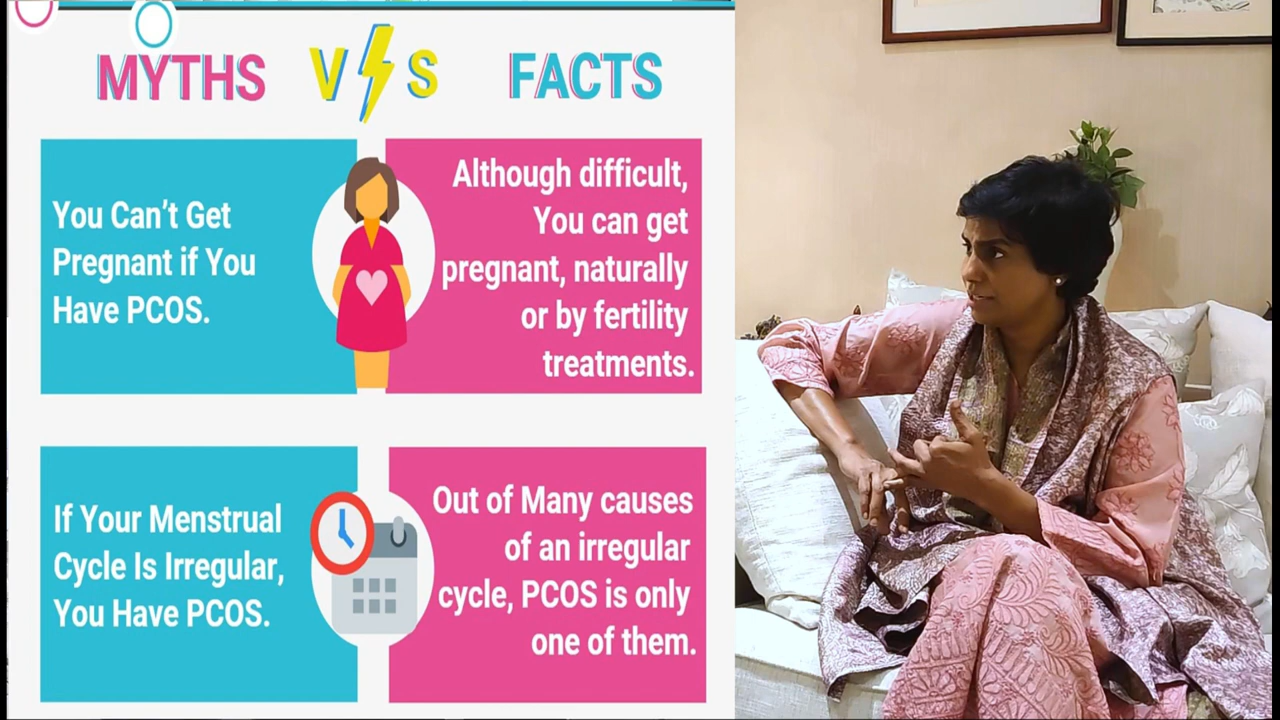 MYTHS VS FACTS
You Can't Get
Pregnant if You
Have PCOS.
Although difficult,
You can get
pregnant, naturally
or by fertility
treatments.
If Your Menstrual
Cycle Is Irregular,
You Have PCOS.
Out of Many causes
of an irregular
cycle, PCOS is only
one of them.